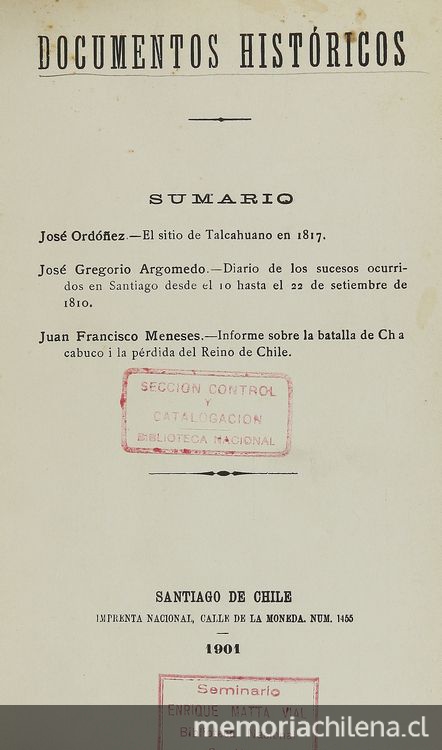 DOCUMENTOS HISTÓRICOS
SUMARIO
José Ordóñez.—El sitio de Talcahuano en 1817.
José Gregorio Argomedo.—Diario de los sucesos ocurri-
dos en Santiago desde el 10 hasta el 22 de setiembre de
1810.
Juan Francisco Meneses.—Informe sobre la batalla de Cha
cabuco i la pérdida del Reino de Chile.
SECCION CONTROL
Y
CATALOGACION
BIBLIOTECA NACIONAL
SANTIAGO DE CHILE
IMPRENTA NACIONAL, CALLE DE LA MONEDA. NUM. 1455
1901
Seminario
ENRIQUE MATTA VIAL
memoriachilena.cl